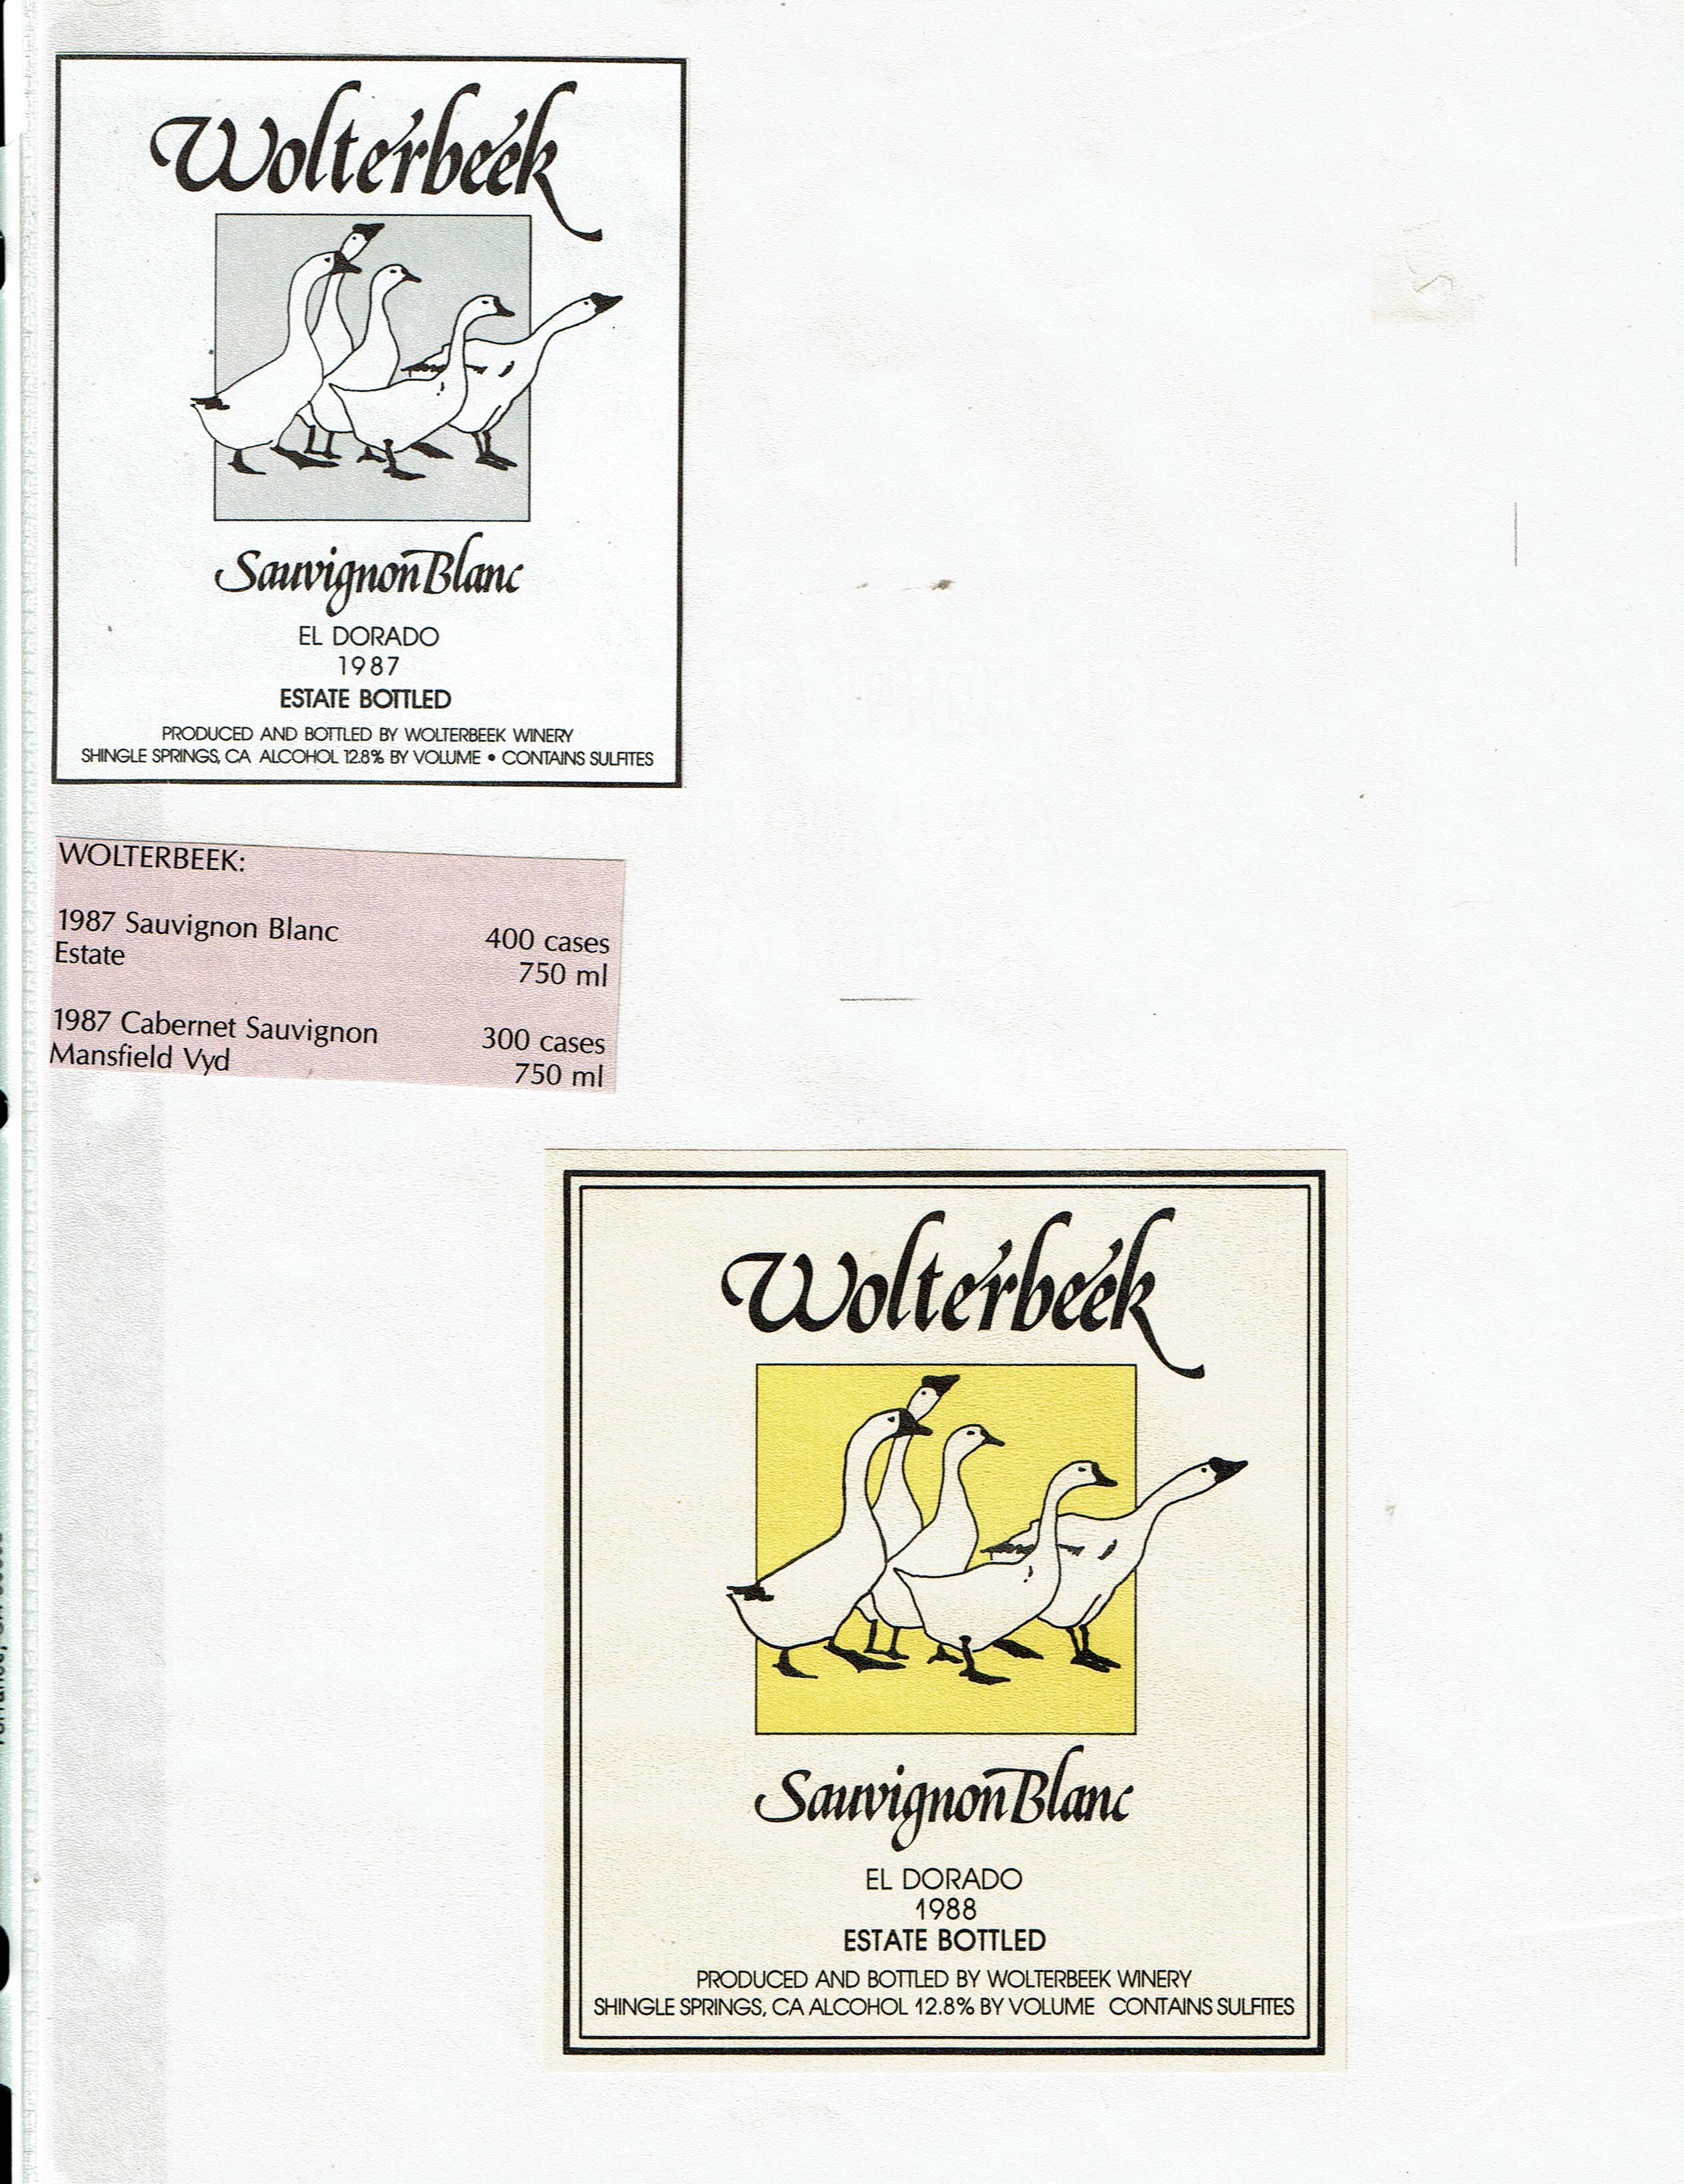 Wolterbeek
Sauvignon Blanc
EL DORADO
1987
ESTATE BOTTLED
PRODUCED AND BOTTLED BY WOLTERBEEK WINERY
SHINGLE SPRINGS, CA ALCOHOL 12.8% BY VOLUME • CONTAINS SULFITES
WOLTERBEEK:
1987 Sauvignon Blanc 400 cases
Estate 750 ml
1987 Cabernet Sauvignon 300 cases
Mansfield Vyd 750 ml
Wolterbeek
Sauvignon Blanc
EL DORADO
1988
ESTATE BOTTLED
PRODUCED AND BOTTLED BY WOLTERBEEK WINERY
SHINGLE SPRINGS, CA ALCOHOL 12.8% BY VOLUME CONTAINS SULFITES